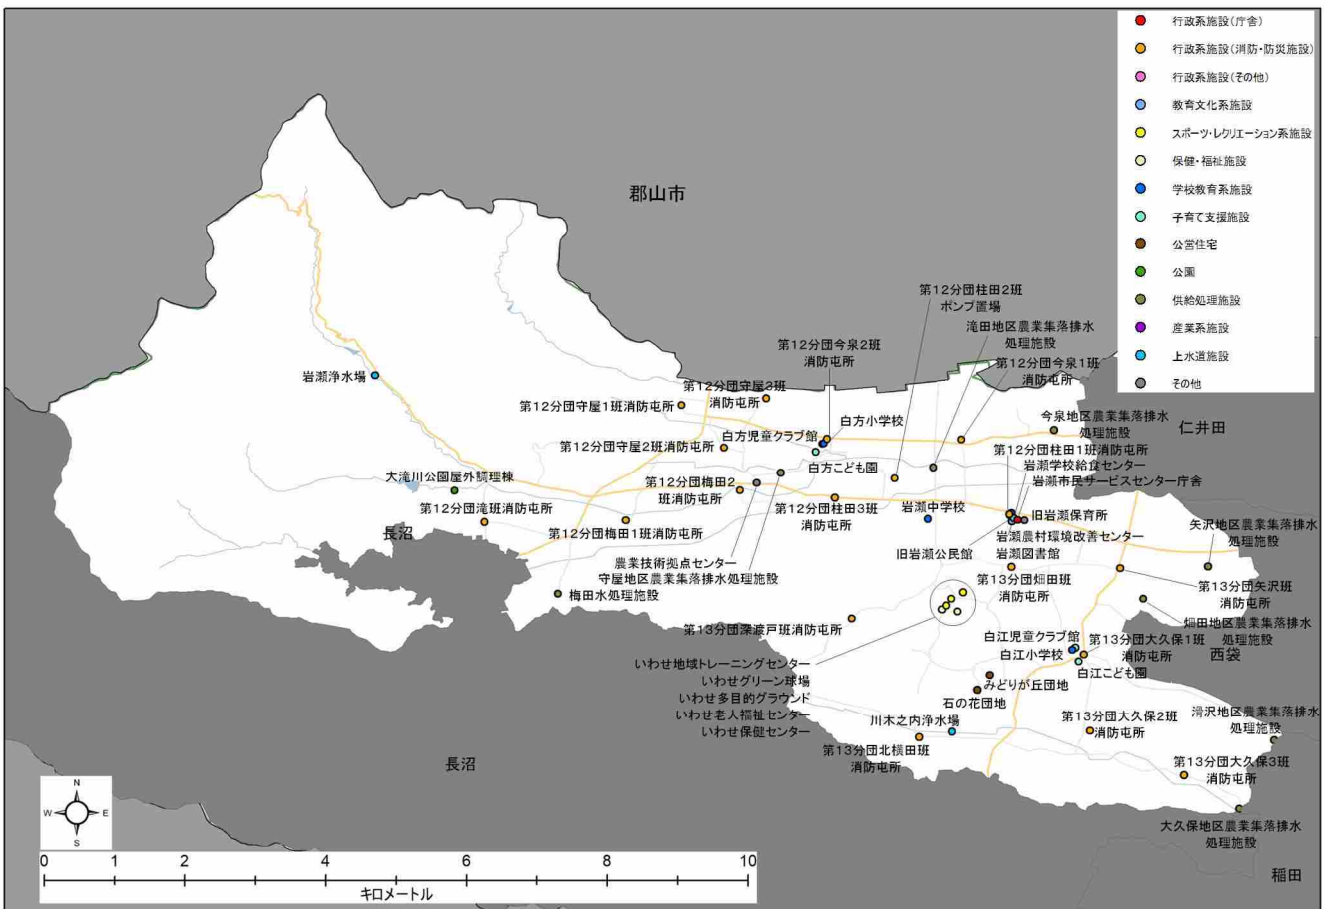 行政系施設(庁舎)
行政系施設(消防・防災施設)
行政系施設(その他)
教育文化系施設
スポーツ・レクリエーション系施設
保健・福祉施設
学校教育系施設
子育て支援施設
公営住宅
公園
供給処理施設
産業系施設
上水道施設
その他
郡山市
第12分団柱田2班
ポンプ置場
滝田地区農業集落排水
処理施設
第12分団今泉2班
消防屯所
第12分団今泉1班
消防屯所
岩瀬浄水場
第12分団守屋3班
消防屯所
第12分団守屋1班消防屯所
白方小学校
今泉地区農業集落排水
処理施設
仁井田
白方児童クラブ館
第12分団守屋2班消防屯所
第12分団柱田1班消防屯所
岩瀬学校給食センター
岩瀬市民サービスセンター庁舎
白方こども園
大滝川公園屋外調理棟
第12分団梅田2
班消防屯所
第12分団滝班消防屯所
第12分団柱田3班
消防屯所
岩瀬中学校
旧岩瀬保育所
矢沢地区農業集落排水
処理施設
長沼
第12分団梅田1班消防屯所
岩瀬農村環境改善センター
旧岩瀬公民館
岩瀬図書館
農業技術拠点センター
守屋地区農業集落排水処理施設
梅田水処理施設
第13分団畑田班
消防屯所
第13分団矢沢班
消防屯所
畑田地区農業集落排水
処理施設
第13分団深渡戸班消防屯所
白江児童クラブ館
第13分団大久保1班
消防屯所
白江小学校
西袋
いわせ地域トレーニングセンター
いわせグリーン球場
いわせ多目的グラウンド
いわせ老人福祉センター
いわせ保健センター
白江こども園
みどりが丘団地
石の花団地
川木之内浄水場
第13分団大久保2班
消防屯所
滑沢地区農業集落排水
処理施設
第13分団北横田班
消防屯所
長沼
第13分団大久保3班
消防屯所
大久保地区農業集落排水
処理施設
稲田
N
W E
S
0 1 2 4 6 8 10
キロメートル